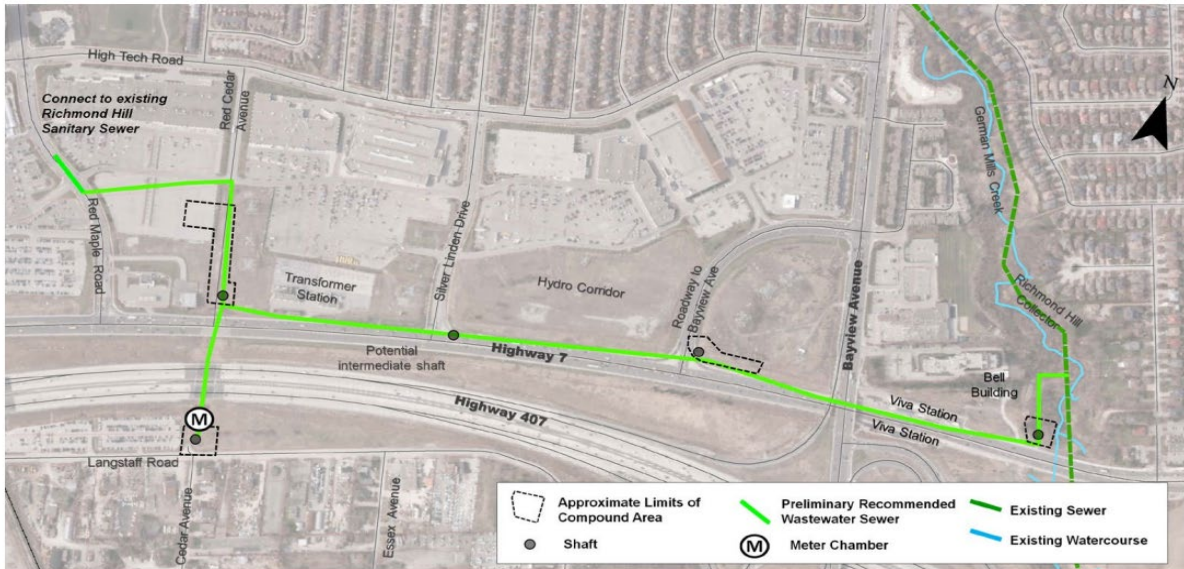 High Tech Road
Connect to existing
Richmond Hill
Sanitary Sewer
Red Cedar
Avenue
N
German Mills Creek
Red Maple Road
Transformer
Station
Silver Linden Drive
Hydro Corridor
Roadway to
Bayview Ave
Bayview Avenue
Richmond Hill
Collector
Potential
intermediate shaft
Highway 7
Highway 407
Bell
Building
Viva Station
Viva Station
M
Langstaff Road
Cedar Avenue
Essex Avenue
Approximate Limits of
Compound Area
Shaft
Preliminary Recommended
Wastewater Sewer
M
Meter Chamber
Existing Sewer
Existing Watercourse